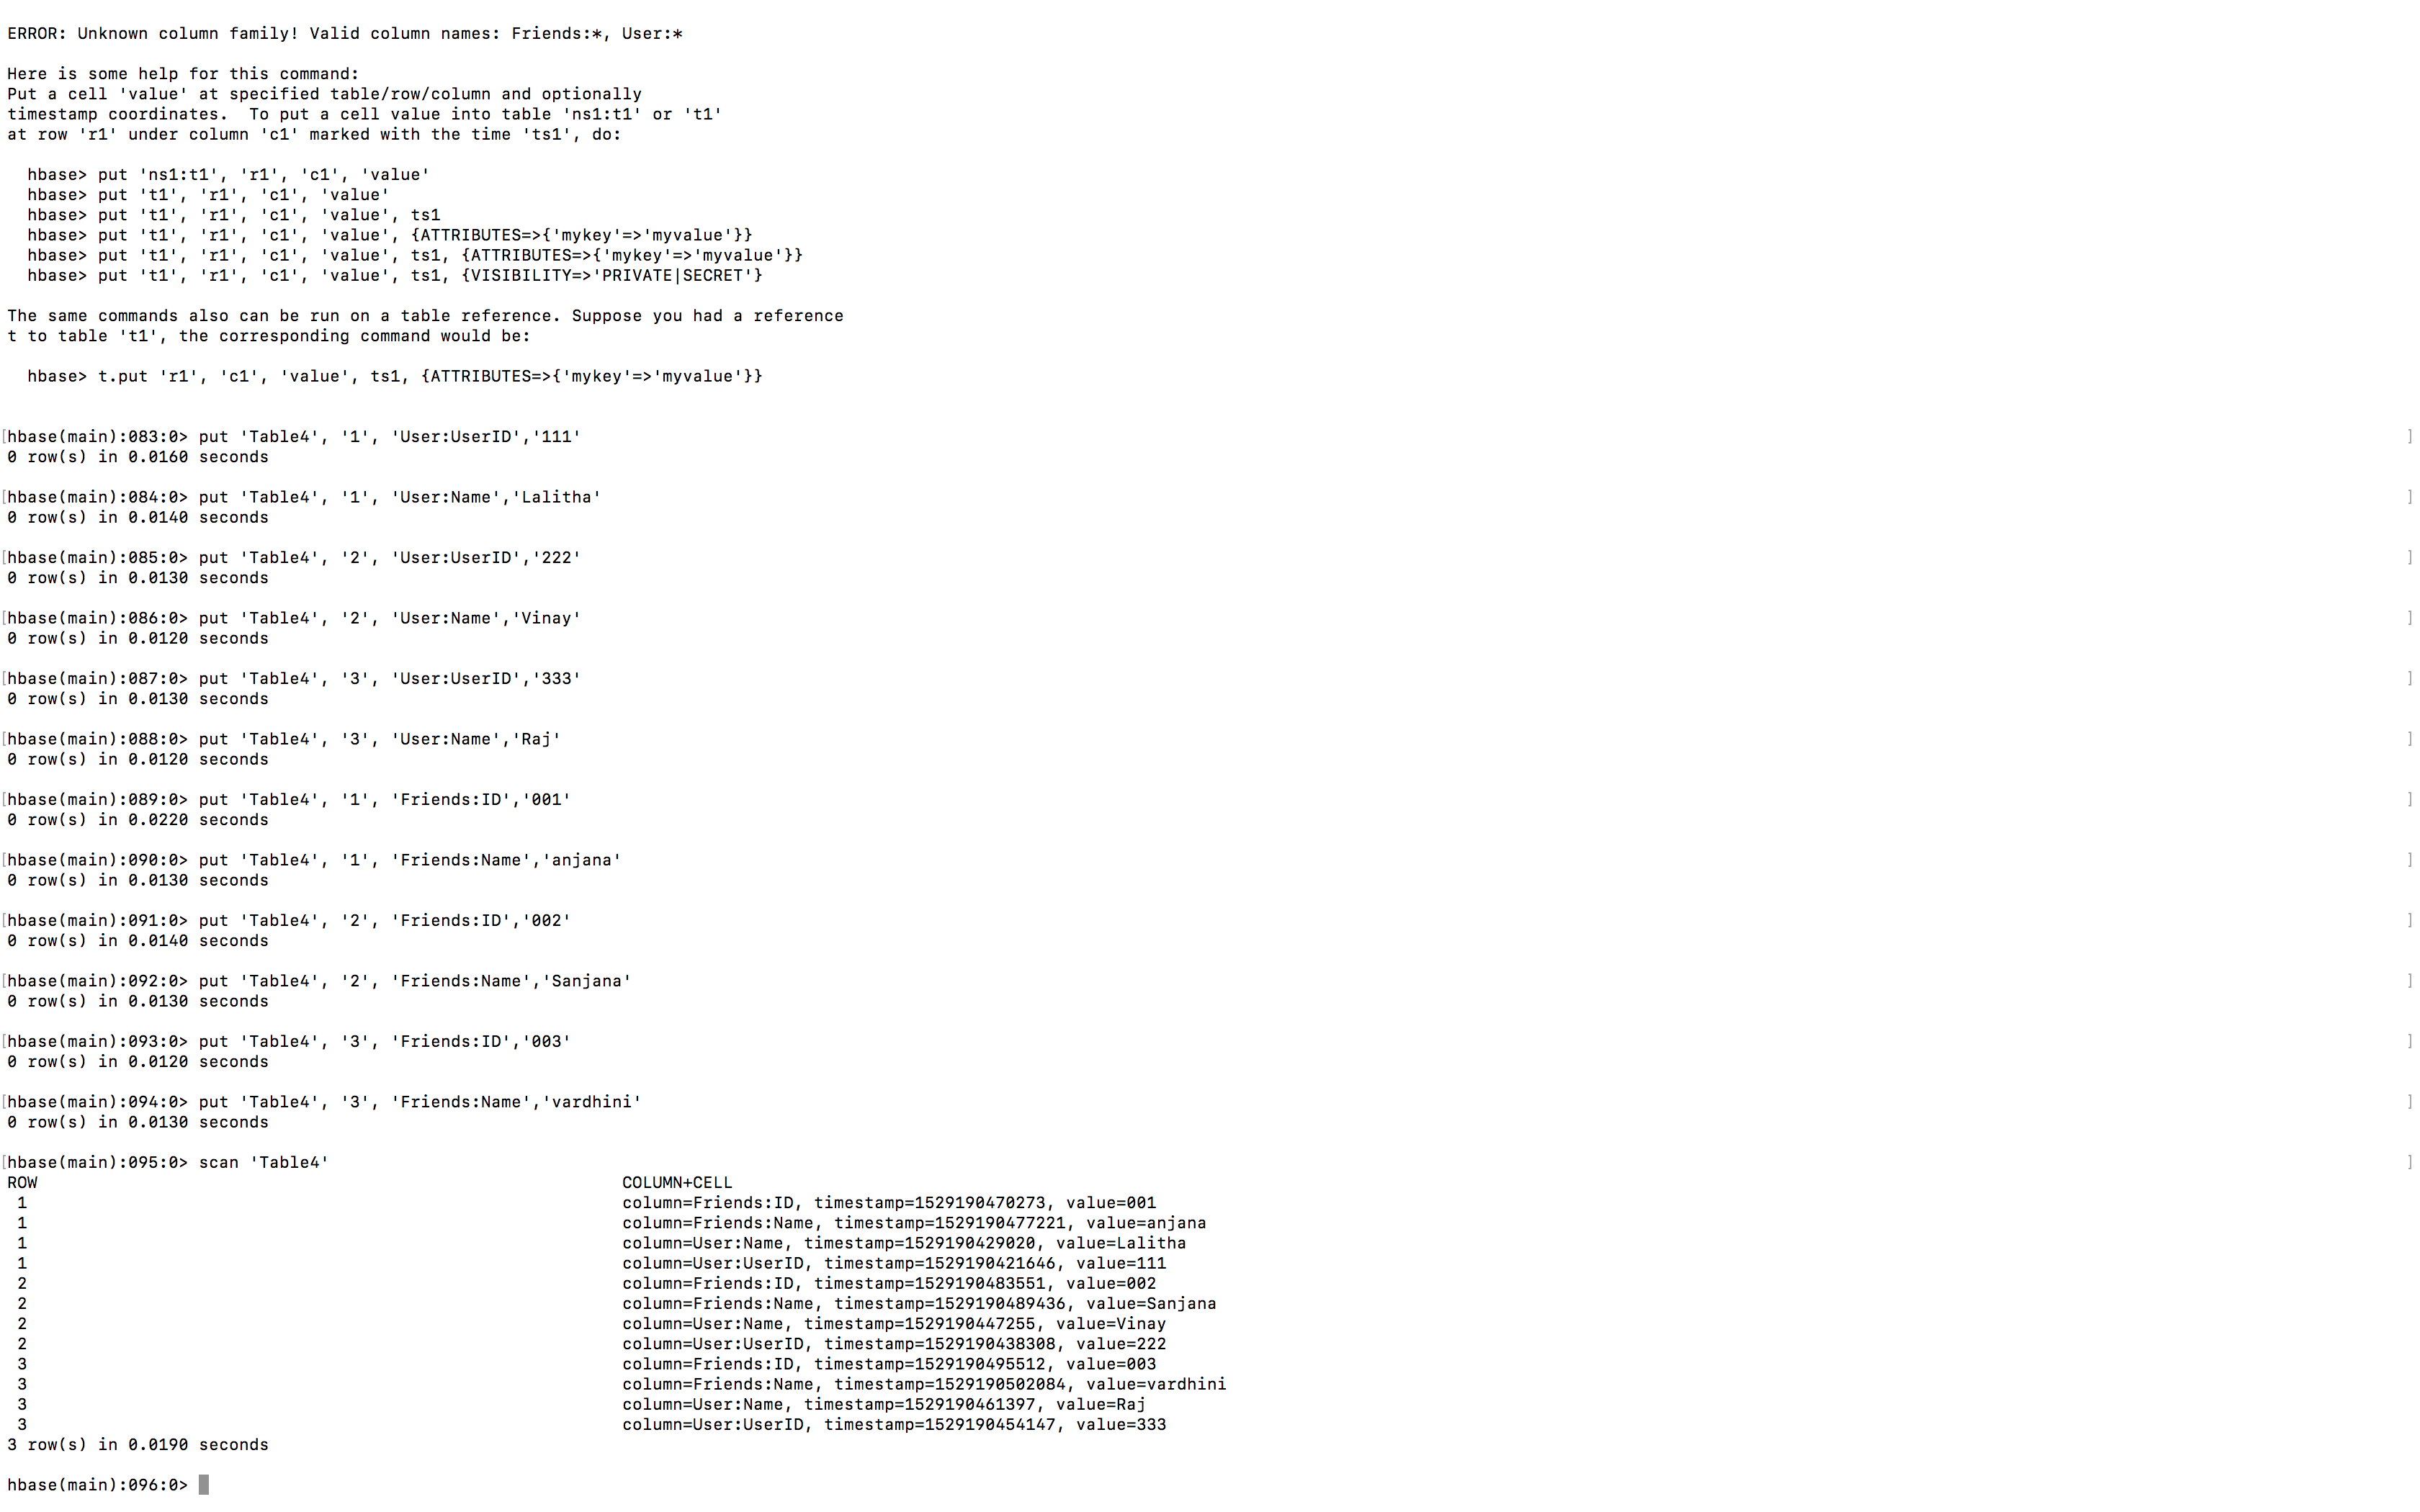 ERROR: Unknown column family! Valid column names: Friends:*, User:*
Here is some help for this command:
Put a cell 'value' at specified table/row/column and optionally
timestamp coordinates.  To put a cell value into table 'ns1:t1' or 't1'
at row 'r1' under column 'c1' marked with the time 'ts1', do:
hbase> put 'ns1:t1', 'r1', 'c1', 'value'
hbase> put 't1', 'r1', 'c1', 'value'
hbase> put 't1', 'r1', 'c1', 'value', ts1
hbase> put 't1', 'r1', 'c1', 'value', {ATTRIBUTES=>{'mykey'=>'myvalue'}}
hbase> put 't1', 'r1', 'c1', 'value', ts1, {ATTRIBUTES=>{'mykey'=>'myvalue'}}
hbase> put 't1', 'r1', 'c1', 'value', ts1, {VISIBILITY=>'PRIVATE|SECRET'}
The same commands also can be run on a table reference. Suppose you had a reference
t to table 't1', the corresponding command would be:
hbase> t.put 'r1', 'c1', 'value', ts1, {ATTRIBUTES=>{'mykey'=>'myvalue'}}
[hbase(main):083:0> put 'Table4', '1', 'User:UserID','111' ]
0 row(s) in 0.0160 seconds
[hbase(main):084:0> put 'Table4', '1', 'User:Name','Lalitha' ]
0 row(s) in 0.0140 seconds
[hbase(main):085:0> put 'Table4', '2', 'User:UserID','222' ]
0 row(s) in 0.0130 seconds
[hbase(main):086:0> put 'Table4', '2', 'User:Name','Vinay' ]
0 row(s) in 0.0120 seconds
[hbase(main):087:0> put 'Table4', '3', 'User:UserID','333' ]
0 row(s) in 0.0130 seconds
[hbase(main):088:0> put 'Table4', '3', 'User:Name','Raj' ]
0 row(s) in 0.0120 seconds
[hbase(main):089:0> put 'Table4', '1', 'Friends:ID','001' ]
0 row(s) in 0.0220 seconds
[hbase(main):090:0> put 'Table4', '1', 'Friends:Name','anjana' ]
0 row(s) in 0.0130 seconds
[hbase(main):091:0> put 'Table4', '2', 'Friends:ID','002' ]
0 row(s) in 0.0140 seconds
[hbase(main):092:0> put 'Table4', '2', 'Friends:Name','Sanjana' ]
0 row(s) in 0.0130 seconds
[hbase(main):093:0> put 'Table4', '3', 'Friends:ID','003' ]
0 row(s) in 0.0120 seconds
[hbase(main):094:0> put 'Table4', '3', 'Friends:Name','vardhini' ]
0 row(s) in 0.0130 seconds
[hbase(main):095:0> scan 'Table4' ]
ROW COLUMN+CELL
1 column=Friends:ID, timestamp=1529190470273, value=001
1 column=Friends:Name, timestamp=1529190477221, value=anjana
1 column=User:Name, timestamp=1529190429020, value=Lalitha
1 column=User:UserID, timestamp=1529190421646, value=111
2 column=Friends:ID, timestamp=1529190483551, value=002
2 column=Friends:Name, timestamp=1529190489436, value=Sanjana
2 column=User:Name, timestamp=1529190447255, value=Vinay
2 column=User:UserID, timestamp=1529190438308, value=222
3 column=Friends:ID, timestamp=1529190495512, value=003
3 column=Friends:Name, timestamp=1529190502084, value=vardhini
3 column=User:Name, timestamp=1529190461397, value=Raj
3 column=User:UserID, timestamp=1529190454147, value=333
3 row(s) in 0.0190 seconds
hbase(main):096:0>